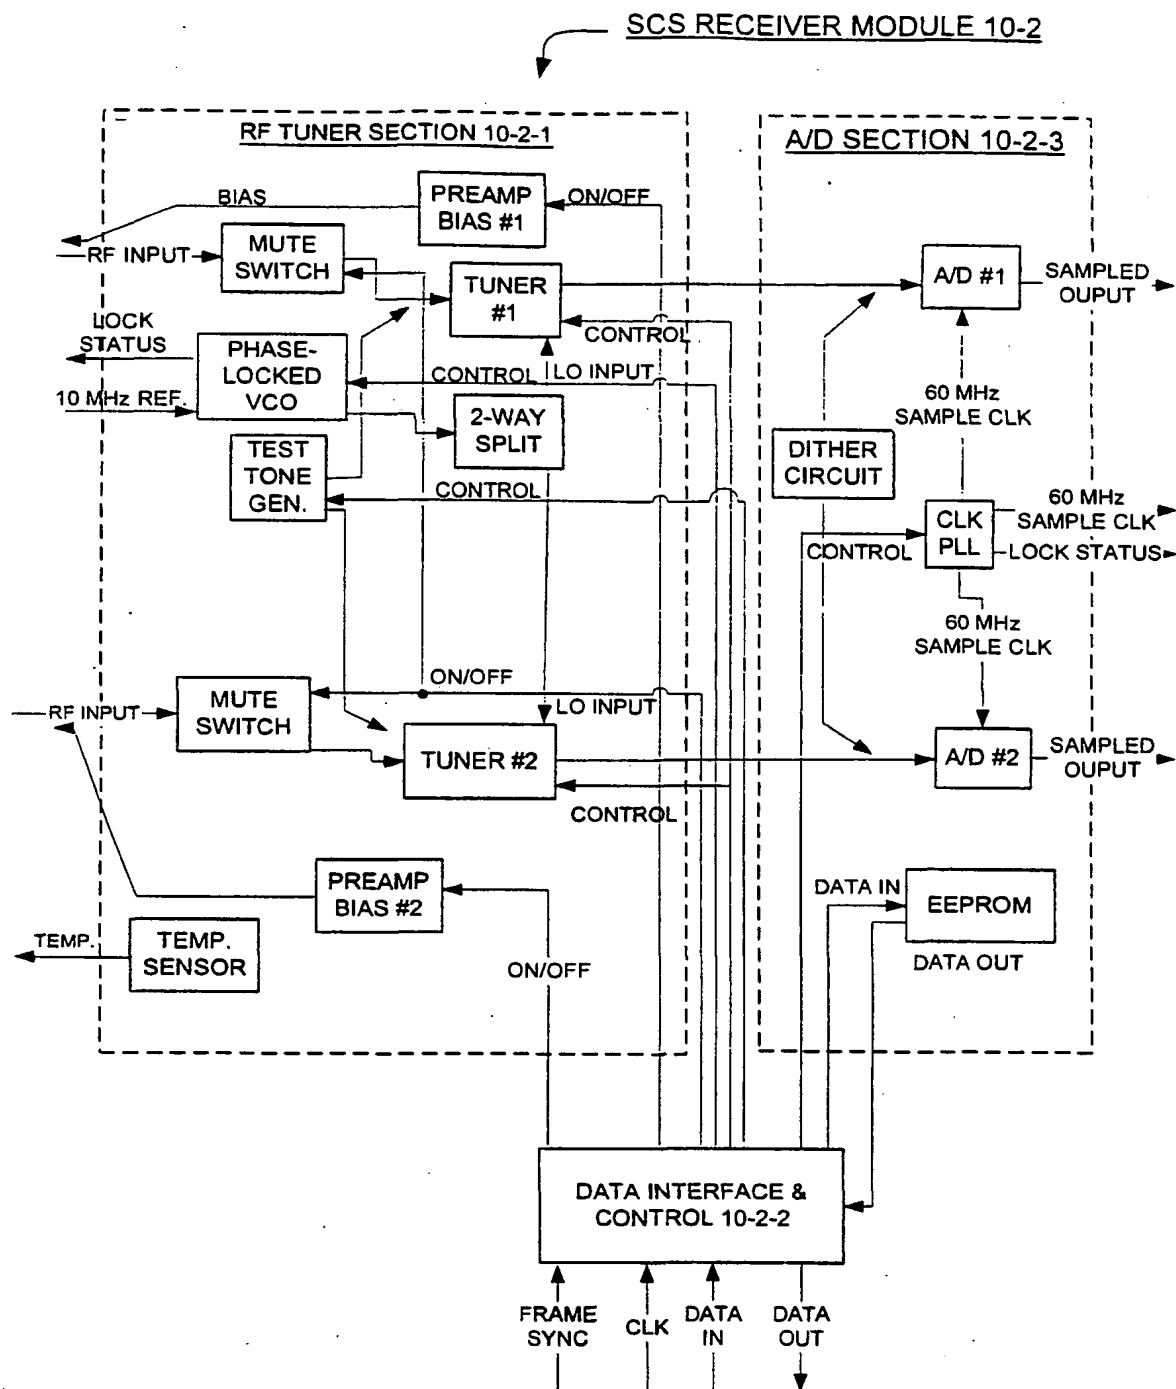 SCS RECEIVER MODULE 10-2
RF TUNER SECTION 10-2-1
A/D SECTION 10-2-3
BIAS
PREAMP
BIAS #1
ON/OFF
RF INPUT
MUTE
SWITCH
TUNER
#1
A/D #1
SAMPLED
OUPUT
LOCK
STATUS
PHASE-
LOCKED
VCO
CONTROL
CONTROL
LO INPUT
10 MHz REF.
2-WAY
SPLIT
60 MHz
SAMPLE CLK
TEST
TONE
GEN.
CONTROL
DITHER
CIRCUIT
CLK
PLL
60 MHz
SAMPLE CLK
CONTROL
LOCK STATUS
60 MHz
SAMPLE CLK
ON/OFF
RF INPUT
MUTE
SWITCH
LO INPUT
TUNER #2
A/D #2
SAMPLED
OUPUT
CONTROL
PREAMP
BIAS #2
DATA IN
EEPROM
TEMP.
TEMP.
SENSOR
ON/OFF
DATA OUT
DATA INTERFACE &
CONTROL 10-2-2
FRAME
SYNC
CLK
DATA
IN
DATA
OUT